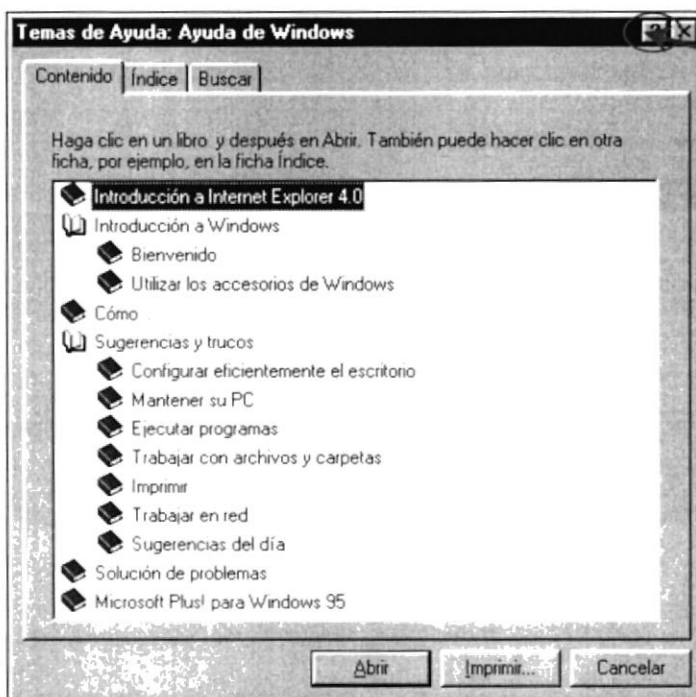 Temas de Ayuda: Ayuda de Windows
Contenido Índice Buscar
Haga clic en un libro y después en Abrir. También puede hacer clic en otra
ficha, por ejemplo, en la ficha Índice.
Introducción a Internet Explorer 4.0
Introducción a Windows
Bienvenido
Utilizar los accesorios de Windows
Cómo
Sugerencias y trucos
Configurar eficientemente el escritorio
Mantener su PC
Ejecutar programas
Trabajar con archivos y carpetas
Imprimir
Trabajar en red
Sugerencias del día
Solución de problemas
Microsoft Plus! para Windows 95
Abrir Imprimir... Cancelar